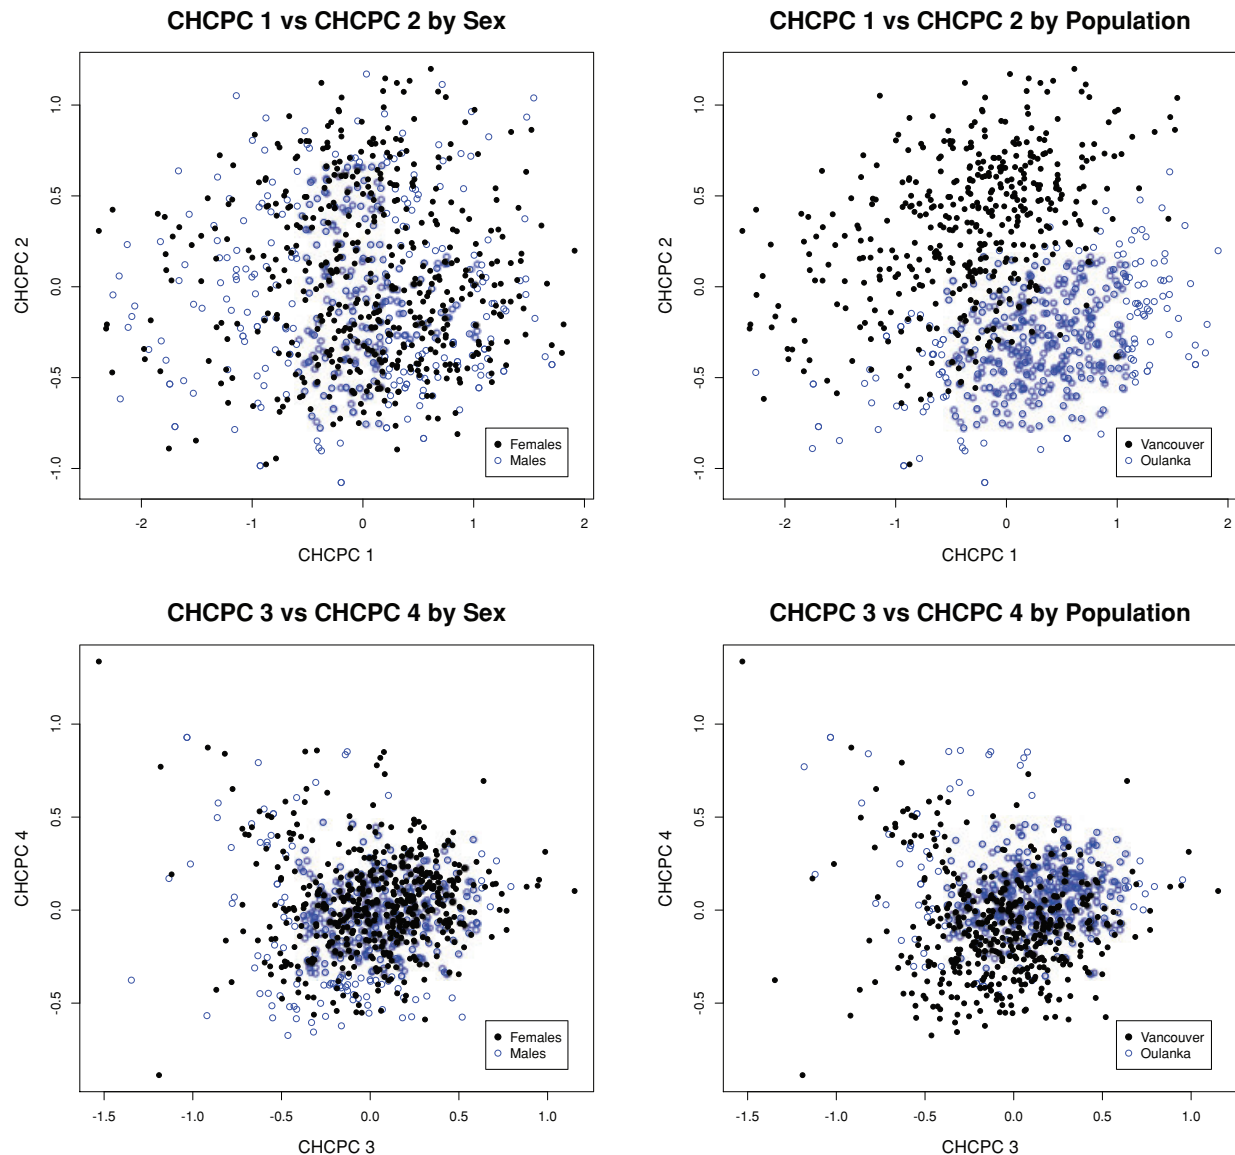 CHCPC 1 vs CHCPC 2 by Sex
CHCPC 2
1.0
0.5
0.0
-0.5
-1.0
Females
Males
-2
-1
0
1
2
CHCPC 1
CHCPC 1 vs CHCPC 2 by Population
CHCPC 2
1.0
0.5
0.0
-0.5
-1.0
Vancouver
Oulanka
-2
-1
0
1
2
CHCPC 1
CHCPC 3 vs CHCPC 4 by Sex
CHCPC 4
1.0
0.5
0.0
-0.5
Females
Males
-1.5
-1.0
-0.5
0.0
0.5
1.0
CHCPC 3
CHCPC 3 vs CHCPC 4 by Population
CHCPC 4
1.0
0.5
0.0
-0.5
Vancouver
Oulanka
-1.5
-1.0
-0.5
0.0
0.5
1.0
CHCPC 3